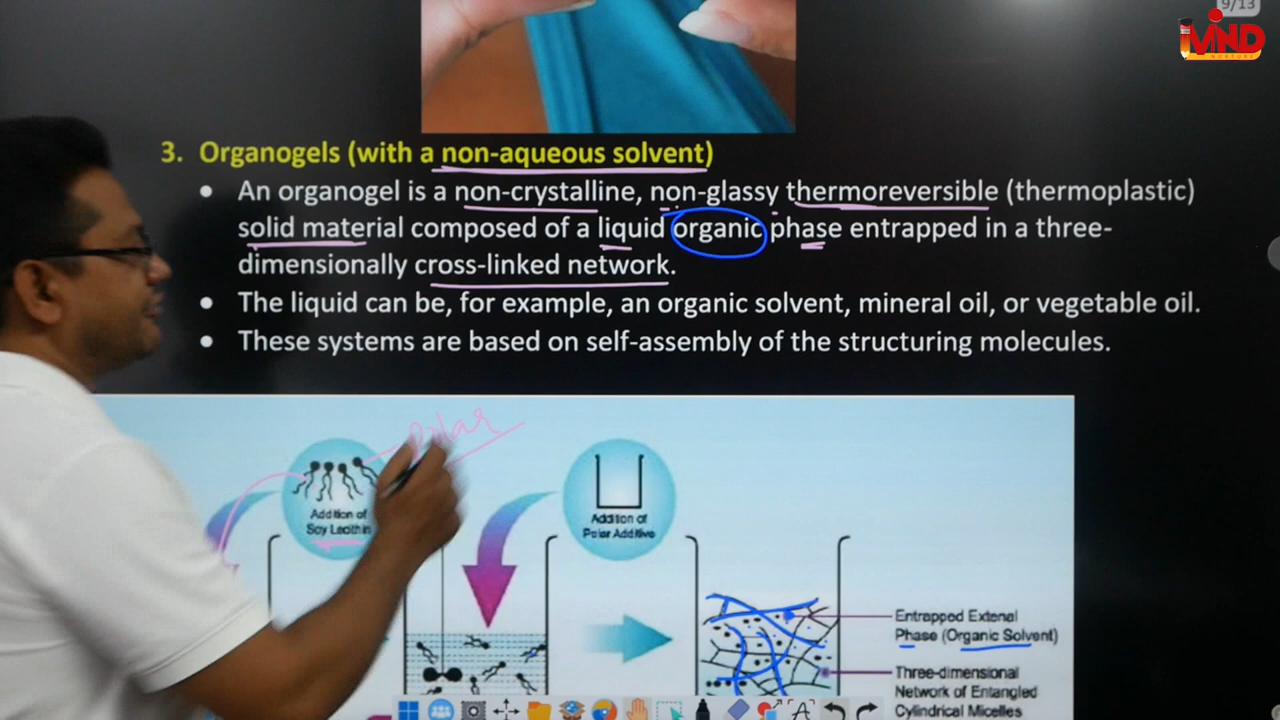 9/13
MIND
NURTURE
3. Organogels (with a non-aqueous solvent)
• An organogel is a non-crystalline, non-glassy thermoreversible (thermoplastic)
solid material composed of a liquid organic phase entrapped in a three-
dimensionally cross-linked network.
• The liquid can be, for example, an organic solvent, mineral oil, or vegetable oil.
• These systems are based on self-assembly of the structuring molecules.
Polar
Addition of
Soy Lecithin
Addition of
Polar Additive
Entrapped Extenal
Phase (Organic Solvent)
Three-dimensional
Network of Entangled
Cylindrical Micelles